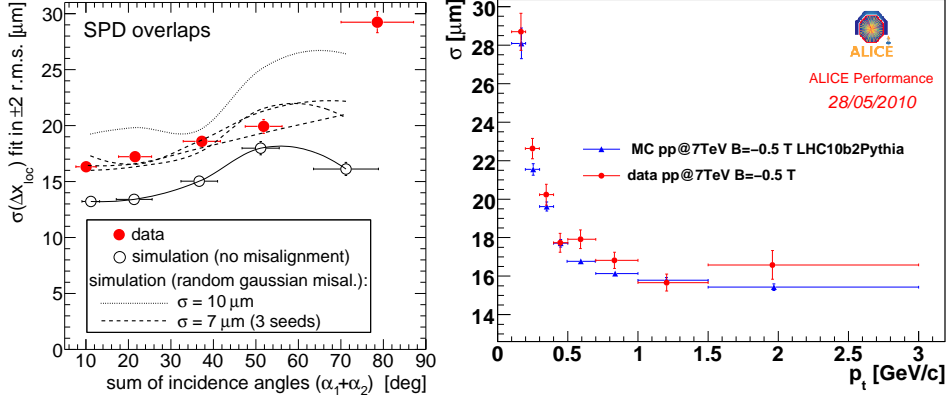 SPD overlaps
σ(Δx_loc) fit in ±2 r.m.s. [μm]
35
30
25
20
15
10
5
0
data
simulation (no misalignment)
simulation (random gaussian misal.):
σ = 10 μm
σ = 7 μm (3 seeds)
10 20 30 40 50 60 70 80 90
sum of incidence angles (α₁+α₂) [deg]
σ [μm]
30
28
26
24
22
20
18
16
14
ALICE
ALICE Performance
28/05/2010
MC pp@7TeV B=−0.5 T LHC10b2Pythia
data pp@7TeV B=−0.5 T
0 0.5 1 1.5 2 2.5 3
p_t [GeV/c]